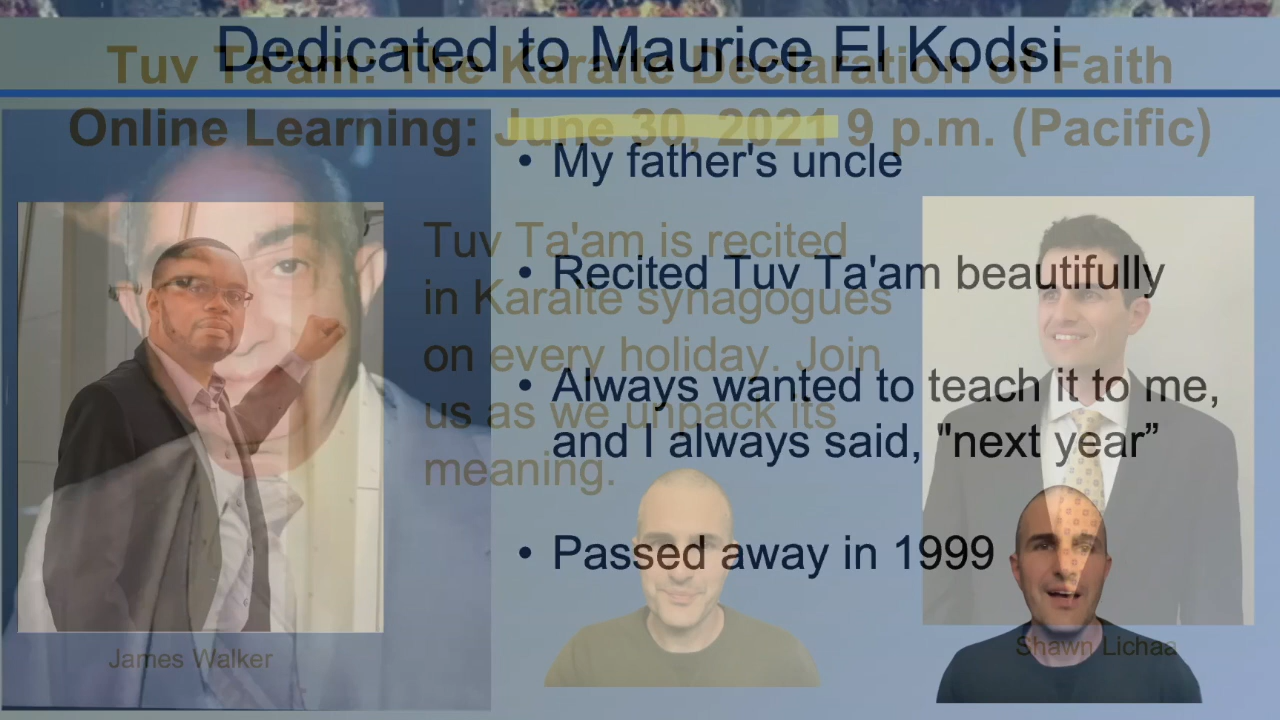 Dedicated to Maurice El Kodsi
Tuv Ta'am: The Karaite Declaration of Faith
Online Learning: June 30, 2021 9 p.m. (Pacific)
• My father's uncle
Tuv Ta'am is recited
• Recited Tuv Ta'am beautifully
in Karaite synagogues
on every holiday. Join
• Always wanted to teach it to me,
us as we unpack its
and I always said, "next year”
meaning.
• Passed away in 1999
James Walker
Shawn Lichaa